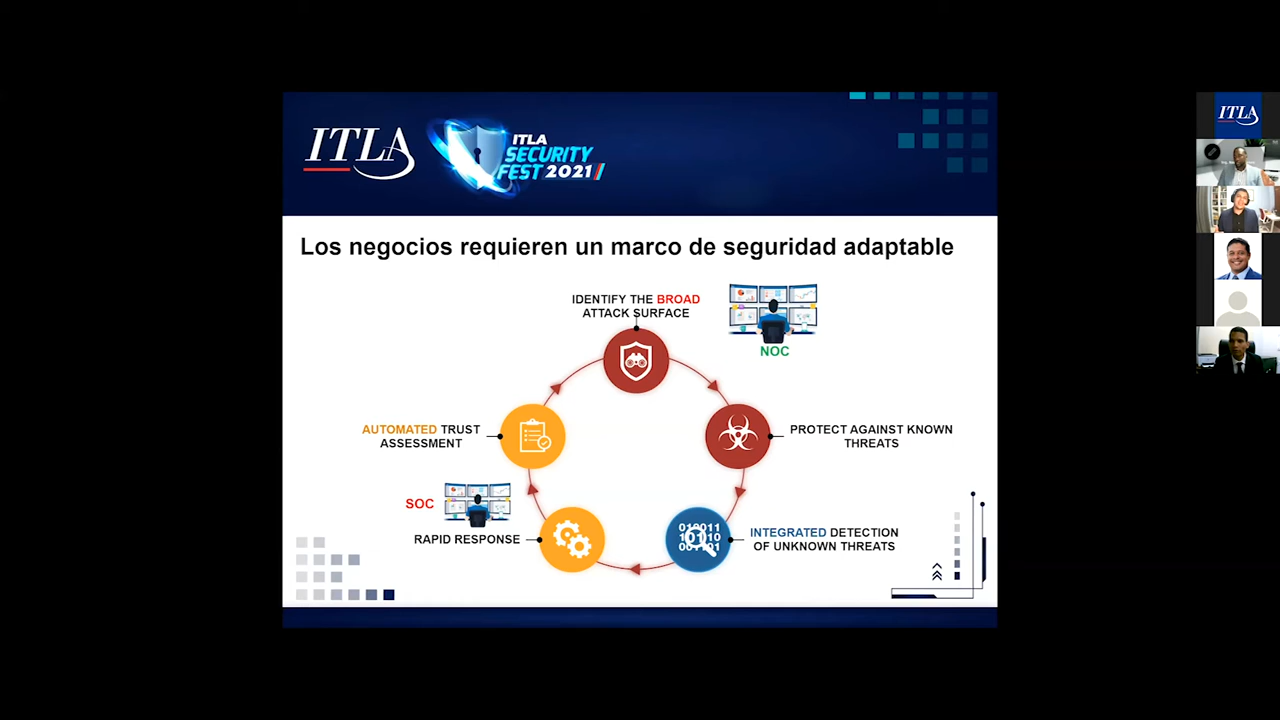 ITLA
ITLA
SECURITY
FEST 2021
Los negocios requieren un marco de seguridad adaptable
IDENTIFY THE BROAD
ATTACK SURFACE
NOC
AUTOMATED TRUST
ASSESSMENT
PROTECT AGAINST KNOWN
THREATS
SOC
RAPID RESPONSE
INTEGRATED DETECTION
OF UNKNOWN THREATS
ITLA